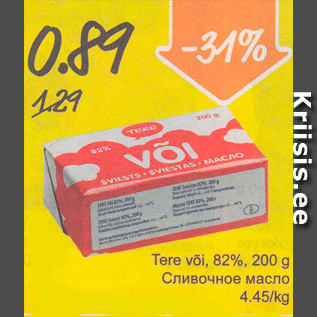 0.89
-31%
1.29
TERE
200 g
82%
VÕI
SVIESTS • SVIESTAS • МАСЛО
Tere või, 82%, 200 g
Сливочное масло
4.45/kg
Kriisis.ee